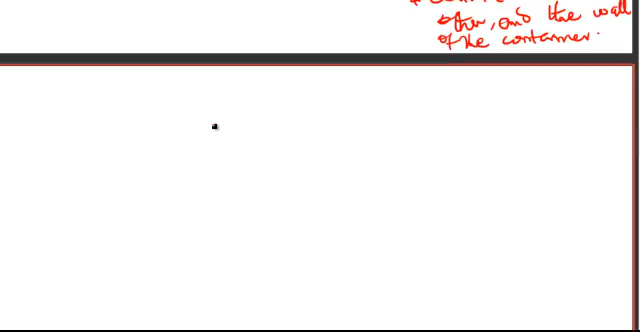 other, and the wall
of the container.